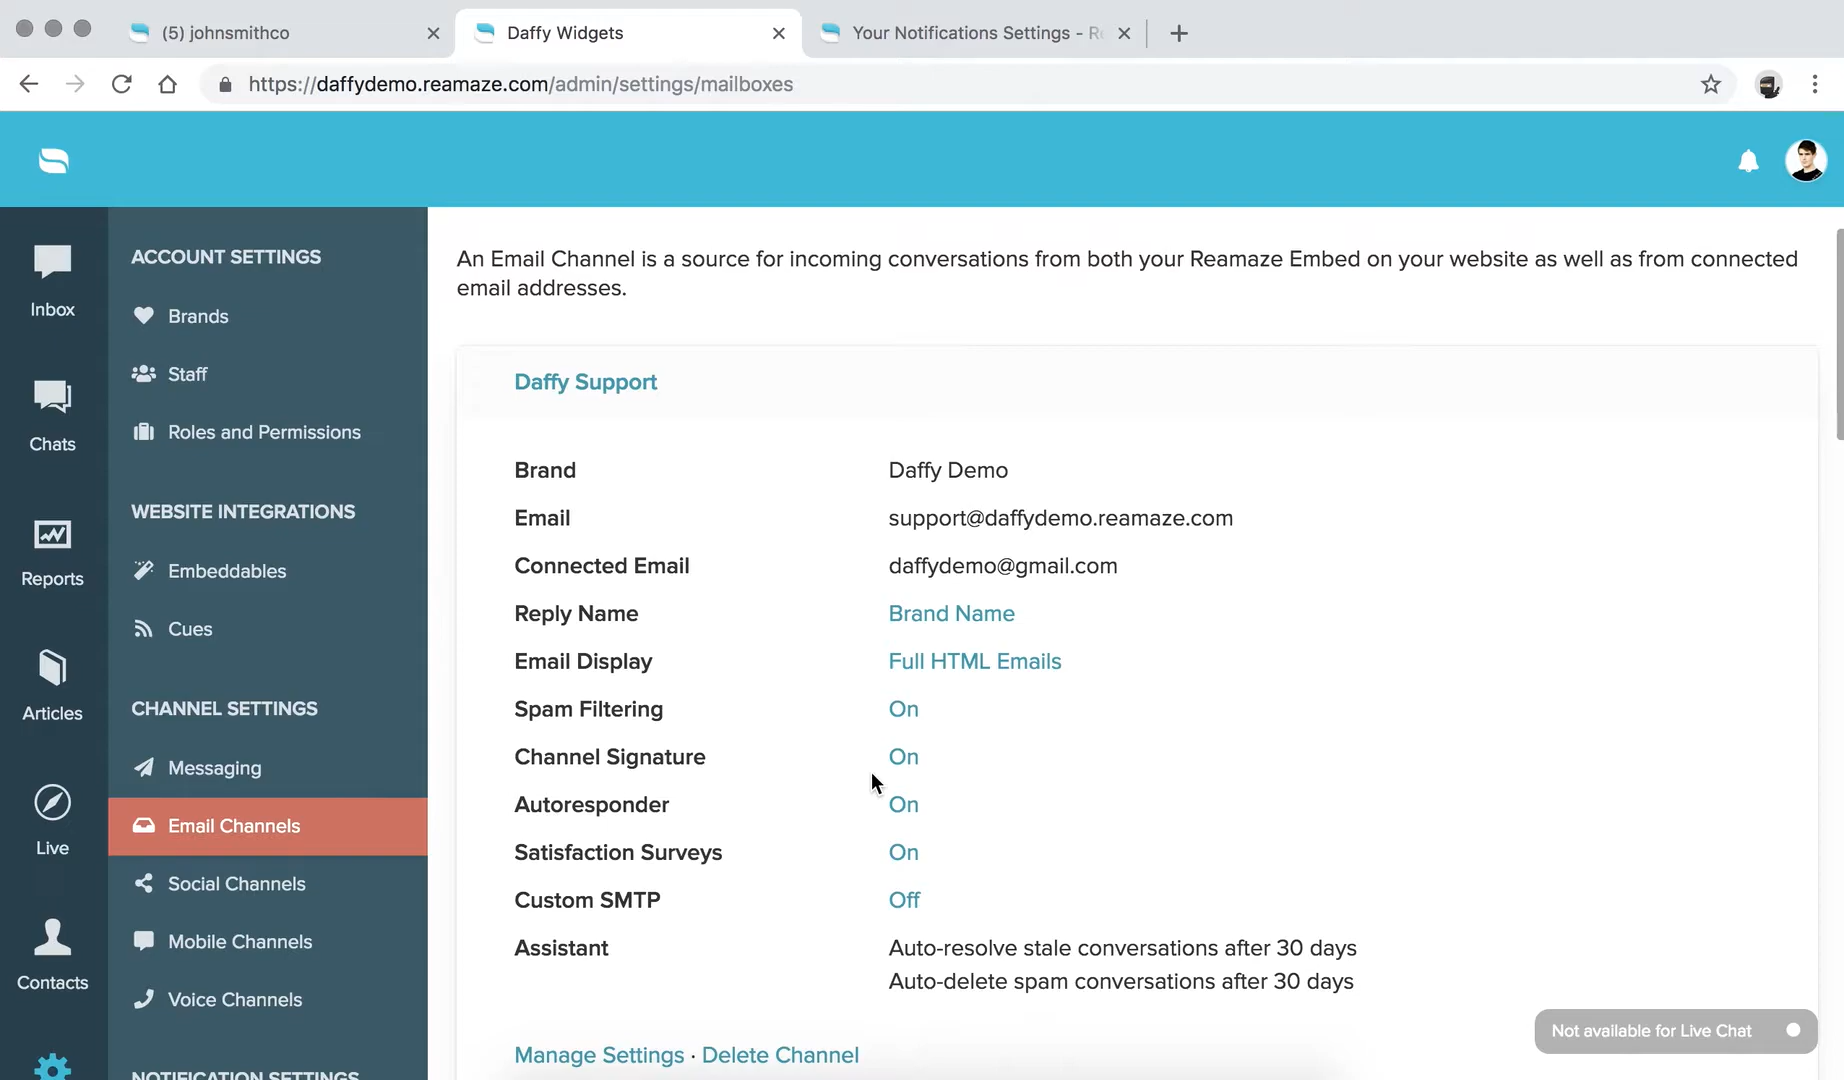 (5) johnsmithco
Daffy Widgets
Your Notifications Settings - Re
https://daffydemo.reamaze.com/admin/settings/mailboxes
Inbox
Chats
Reports
Articles
Live
Contacts
ACCOUNT SETTINGS
Brands
Staff
Roles and Permissions
WEBSITE INTEGRATIONS
Embeddables
Cues
CHANNEL SETTINGS
Messaging
Email Channels
Social Channels
Mobile Channels
Voice Channels
NOTIFICATION SETTINGS
An Email Channel is a source for incoming conversations from both your Reamaze Embed on your website as well as from connected
email addresses.
Daffy Support
Brand Daffy Demo
Email support@daffydemo.reamaze.com
Connected Email daffydemo@gmail.com
Reply Name Brand Name
Email Display Full HTML Emails
Spam Filtering On
Channel Signature On
Autoresponder On
Satisfaction Surveys On
Custom SMTP Off
Assistant Auto-resolve stale conversations after 30 days
Auto-delete spam conversations after 30 days
Manage Settings · Delete Channel
Not available for Live Chat